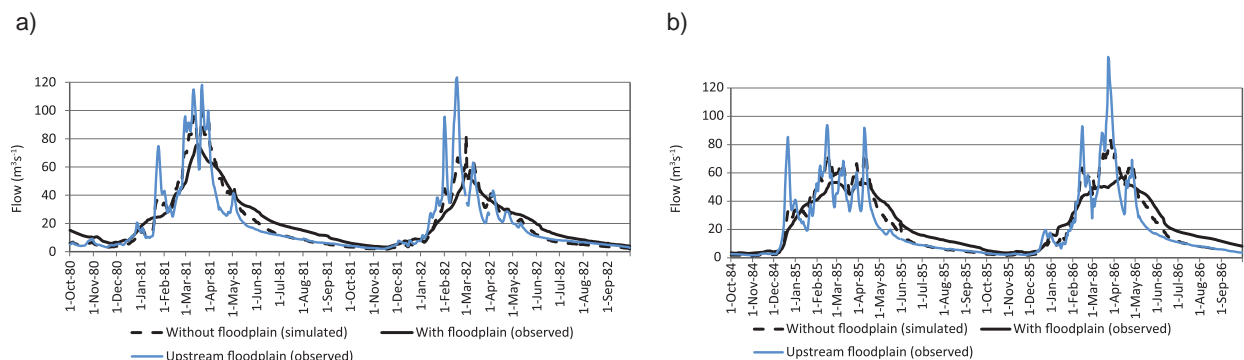 a)
Flow (m³s⁻¹)
120
100
80
60
40
20
0
1-Oct-80
1-Nov-80
1-Dec-80
1-Jan-81
1-Feb-81
1-Mar-81
1-Apr-81
1-May-81
1-Jun-81
1-Jul-81
1-Aug-81
1-Sep-81
1-Oct-81
1-Nov-81
1-Dec-81
1-Jan-82
1-Feb-82
1-Mar-82
1-Apr-82
1-May-82
1-Jun-82
1-Jul-82
1-Aug-82
1-Sep-82
Without floodplain (simulated) With floodplain (observed)
Upstream floodplain (observed)
b)
Flow (m³s⁻¹)
120
100
80
60
40
20
0
1-Oct-84
1-Nov-84
1-Dec-84
1-Jan-85
1-Feb-85
1-Mar-85
1-Apr-85
1-May-85
1-Jun-85
1-Jul-85
1-Aug-85
1-Sep-85
1-Oct-85
1-Nov-85
1-Dec-85
1-Jan-86
1-Feb-86
1-Mar-86
1-Apr-86
1-May-86
1-Jun-86
1-Jul-86
1-Aug-86
1-Sep-86
Without floodplain (simulated) With floodplain (observed)
Upstream floodplain (observed)